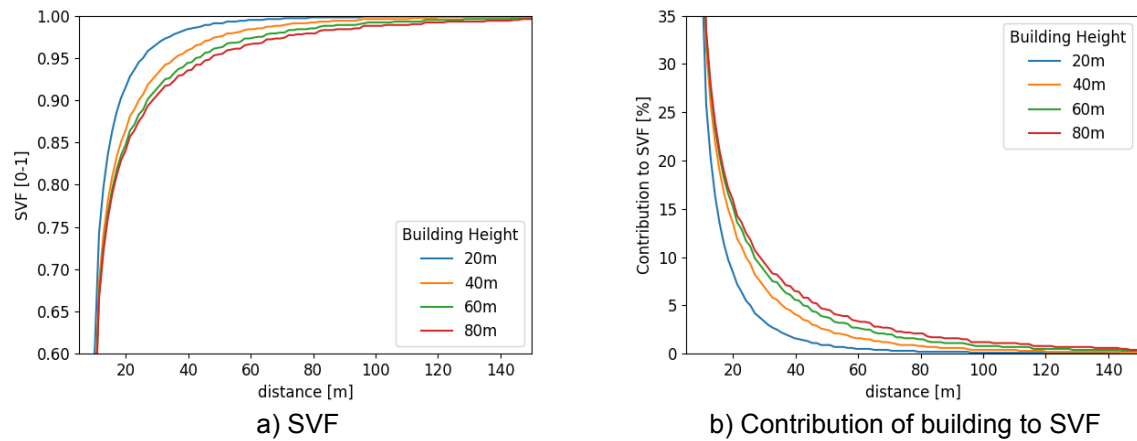 1.00
0.95
0.90
0.85
0.80
0.75
0.70
0.65
0.60
SVF [0-1]
20 40 60 80 100 120 140
distance [m]
Building Height
20m
40m
60m
80m
a) SVF
35
30
25
20
15
10
5
0
Contribution to SVF [%]
20 40 60 80 100 120 140
distance [m]
Building Height
20m
40m
60m
80m
b) Contribution of building to SVF